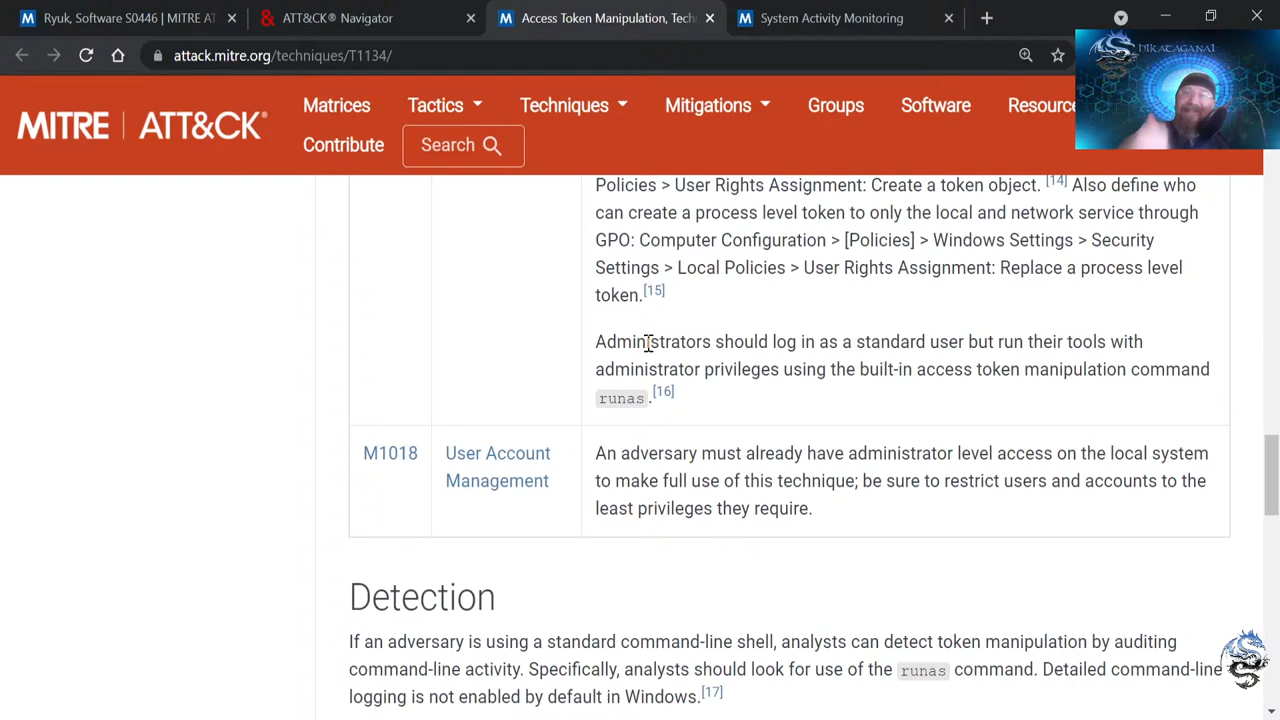 Ryuk, Software S0446 | MITRE AT
ATT&CK® Navigator
Access Token Manipulation, Tech
System Activity Monitoring
attack.mitre.org/techniques/T1134/
HIKATAGANAI
MITRE | ATT&CK®
Matrices
Tactics
Techniques
Mitigations
Groups
Software
Resource
Contribute
Search
Policies > User Rights Assignment: Create a token object. [14] Also define who
can create a process level token to only the local and network service through
GPO: Computer Configuration > [Policies] > Windows Settings > Security
Settings > Local Policies > User Rights Assignment: Replace a process level
token.[15]
Administrators should log in as a standard user but run their tools with
administrator privileges using the built-in access token manipulation command
runas.[16]
M1018
User Account
Management
An adversary must already have administrator level access on the local system
to make full use of this technique; be sure to restrict users and accounts to the
least privileges they require.
Detection
If an adversary is using a standard command-line shell, analysts can detect token manipulation by auditing
command-line activity. Specifically, analysts should look for use of the runas command. Detailed command-line
logging is not enabled by default in Windows.[17]